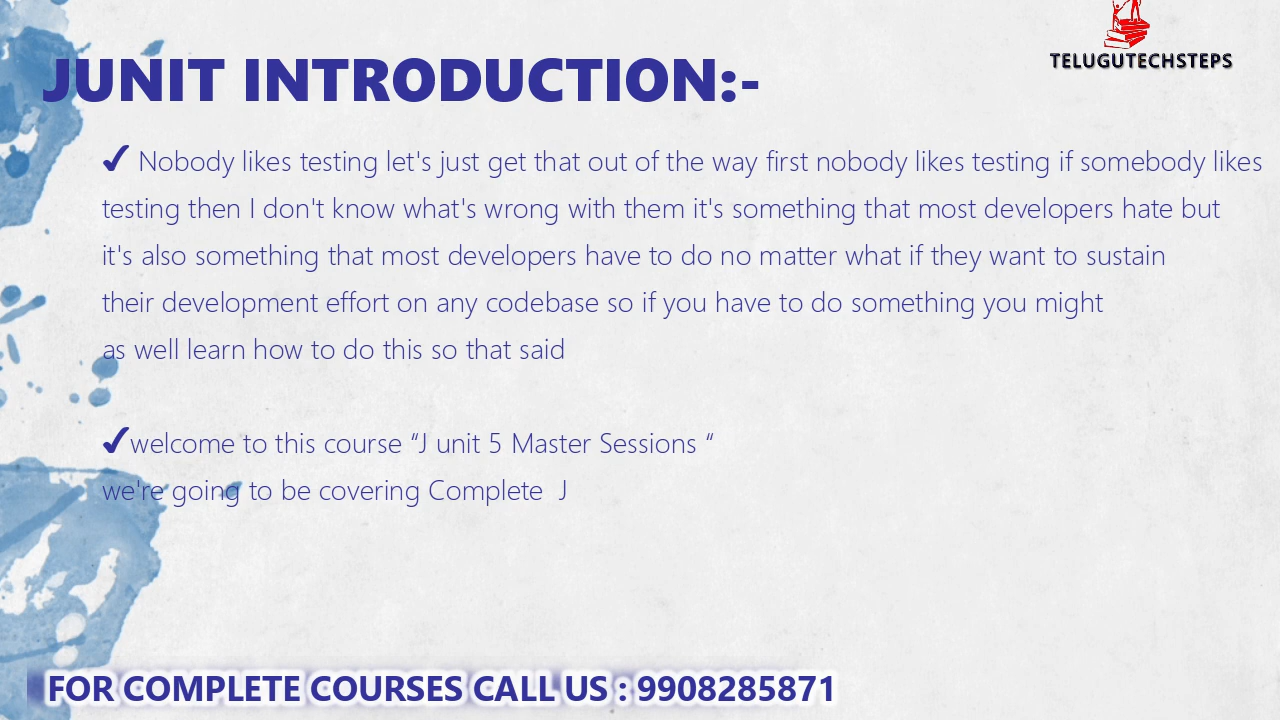 TELUGUTECHSTEPS
JUNIT INTRODUCTION:-
✔ Nobody likes testing let's just get that out of the way first nobody likes testing if somebody likes
testing then I don't know what's wrong with them it's something that most developers hate but
it's also something that most developers have to do no matter what if they want to sustain
their development effort on any codebase so if you have to do something you might
as well learn how to do this so that said
✔welcome to this course “J unit 5 Master Sessions “
we're going to be covering Complete  J
FOR COMPLETE COURSES CALL US : 9908285871